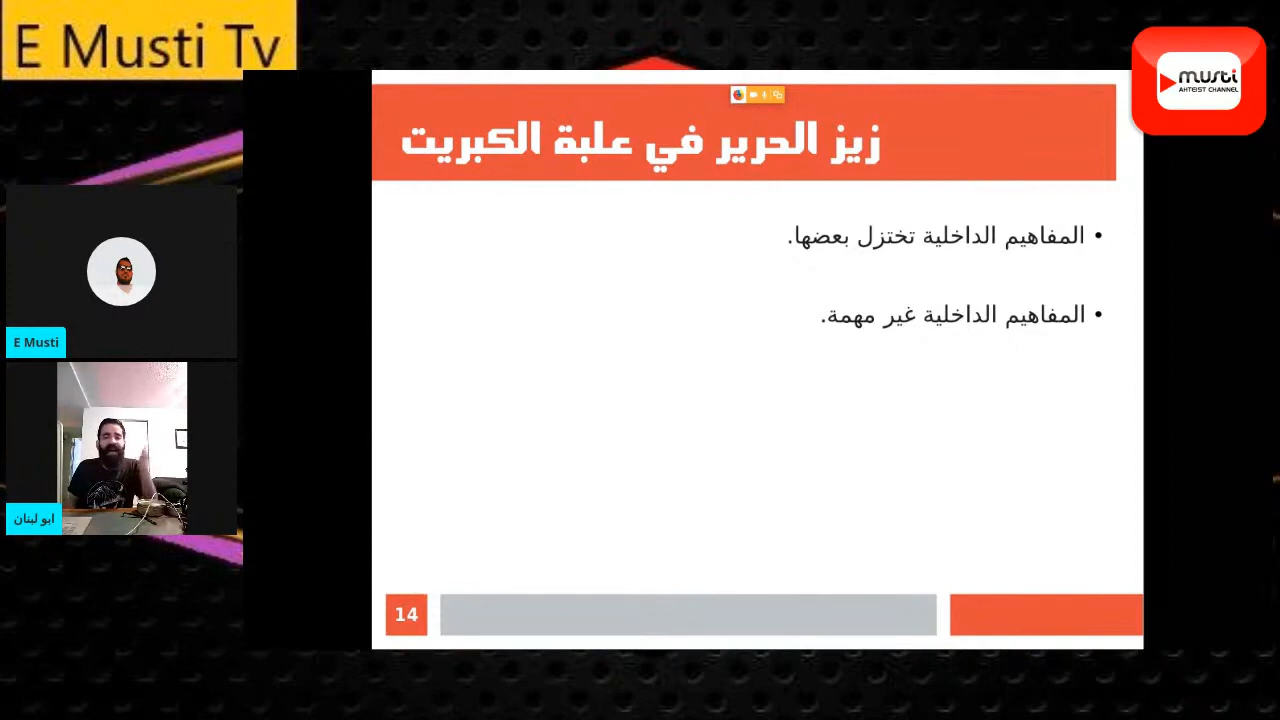 E Musti Tv
musti
AHTEIST CHANNEL
زيز الحرير في علبة الكبريت
• المفاهيم الداخلية تختزل بعضها.
• المفاهيم الداخلية غير مهمة.
E Musti
ابو لبنان
14